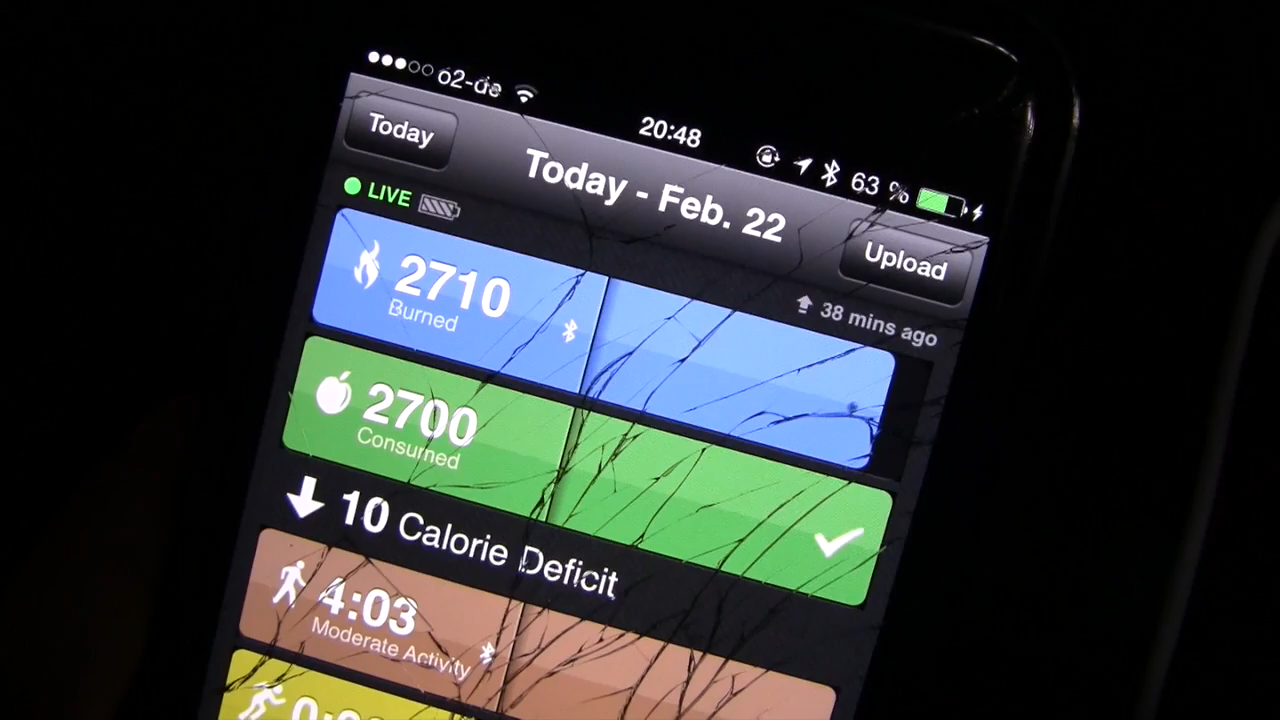 o2-de 20:48 63 %
Today
Today - Feb. 22
Upload
LIVE
38 mins ago
2710
Burned
2700
Consumed
10 Calorie Deficit
4:03
Moderate Activity